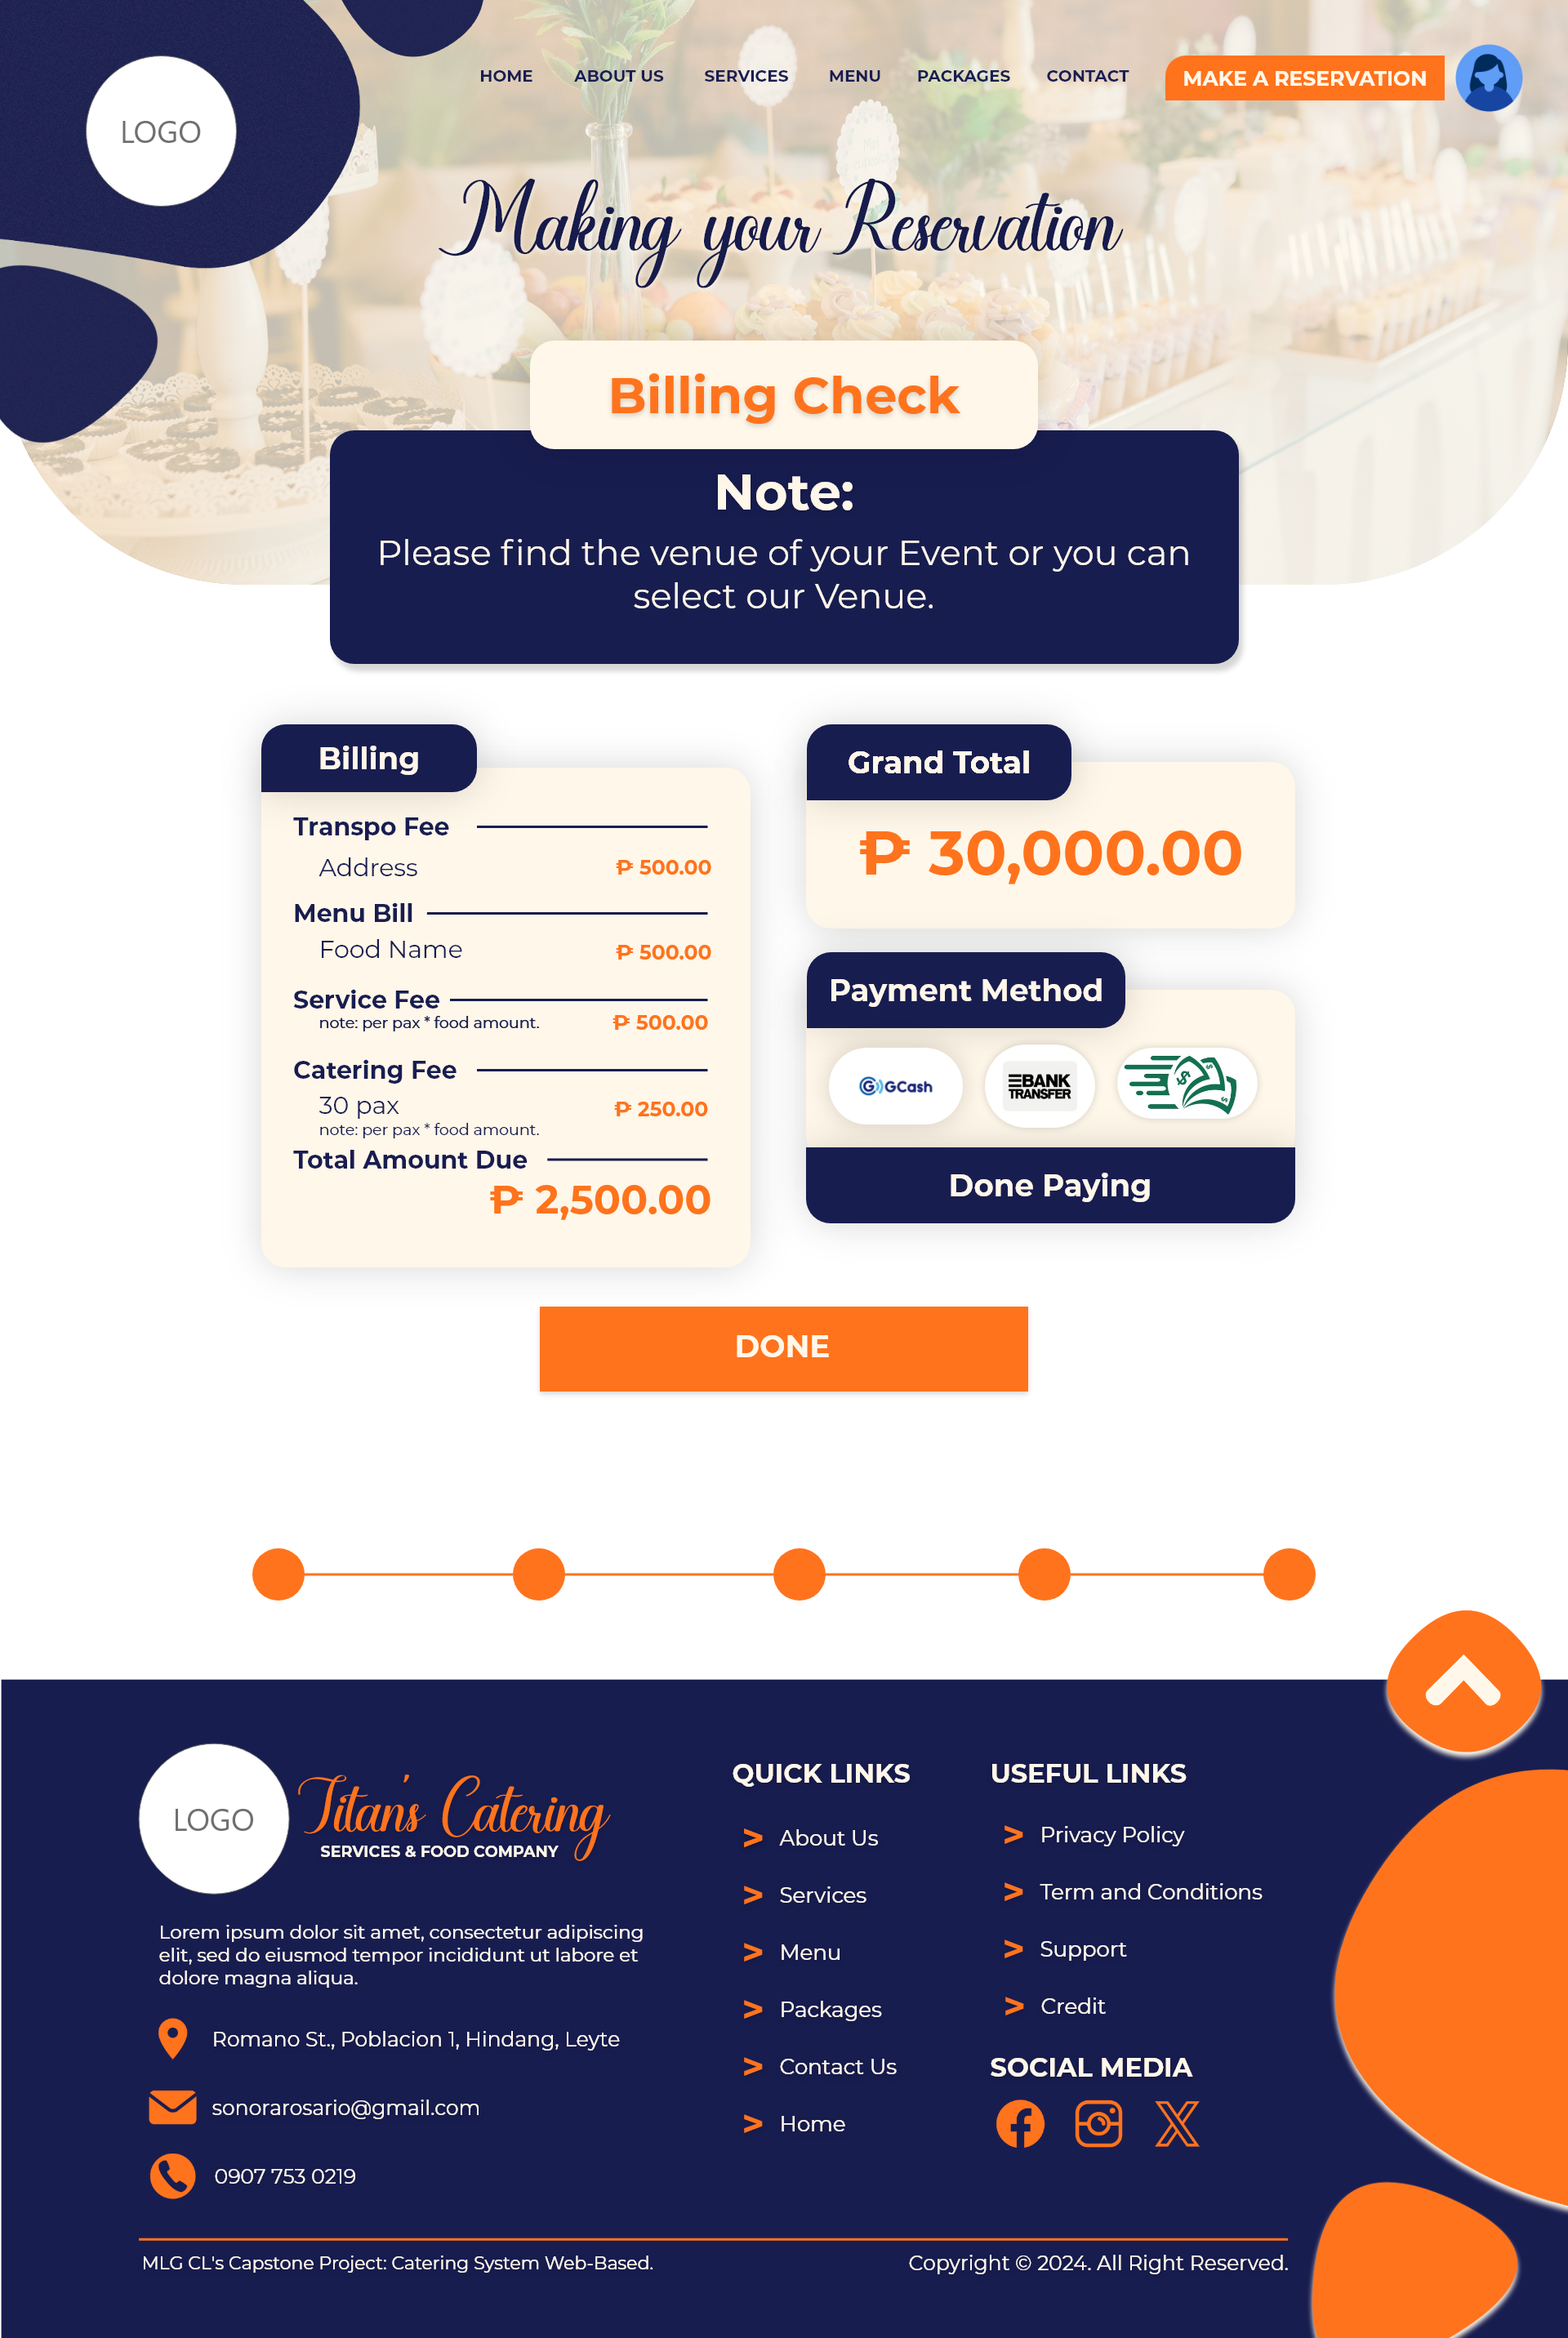 LOGO
HOME ABOUT US SERVICES MENU PACKAGES CONTACT MAKE A RESERVATION
Making your Reservation
Billing Check
Note:
Please find the venue of your Event or you can
select our Venue.
Billing
Transpo Fee
Address ₱ 500.00
Menu Bill
Food Name ₱ 500.00
Service Fee
note: per pax * food amount. ₱ 500.00
Catering Fee
30 pax ₱ 250.00
note: per pax * food amount.
Total Amount Due
₱ 2,500.00
Grand Total
₱ 30,000.00
Payment Method
GCash
BANK
TRANSFER
Done Paying
DONE
LOGO
Titan's Catering
SERVICES & FOOD COMPANY
Lorem ipsum dolor sit amet, consectetur adipiscing
elit, sed do eiusmod tempor incididunt ut labore et
dolore magna aliqua.
Romano St., Poblacion 1, Hindang, Leyte
sonorarosario@gmail.com
0907 753 0219
QUICK LINKS
> About Us
> Services
> Menu
> Packages
> Contact Us
> Home
USEFUL LINKS
> Privacy Policy
> Term and Conditions
> Support
> Credit
SOCIAL MEDIA
MLG CL's Capstone Project: Catering System Web-Based.
Copyright © 2024. All Right Reserved.